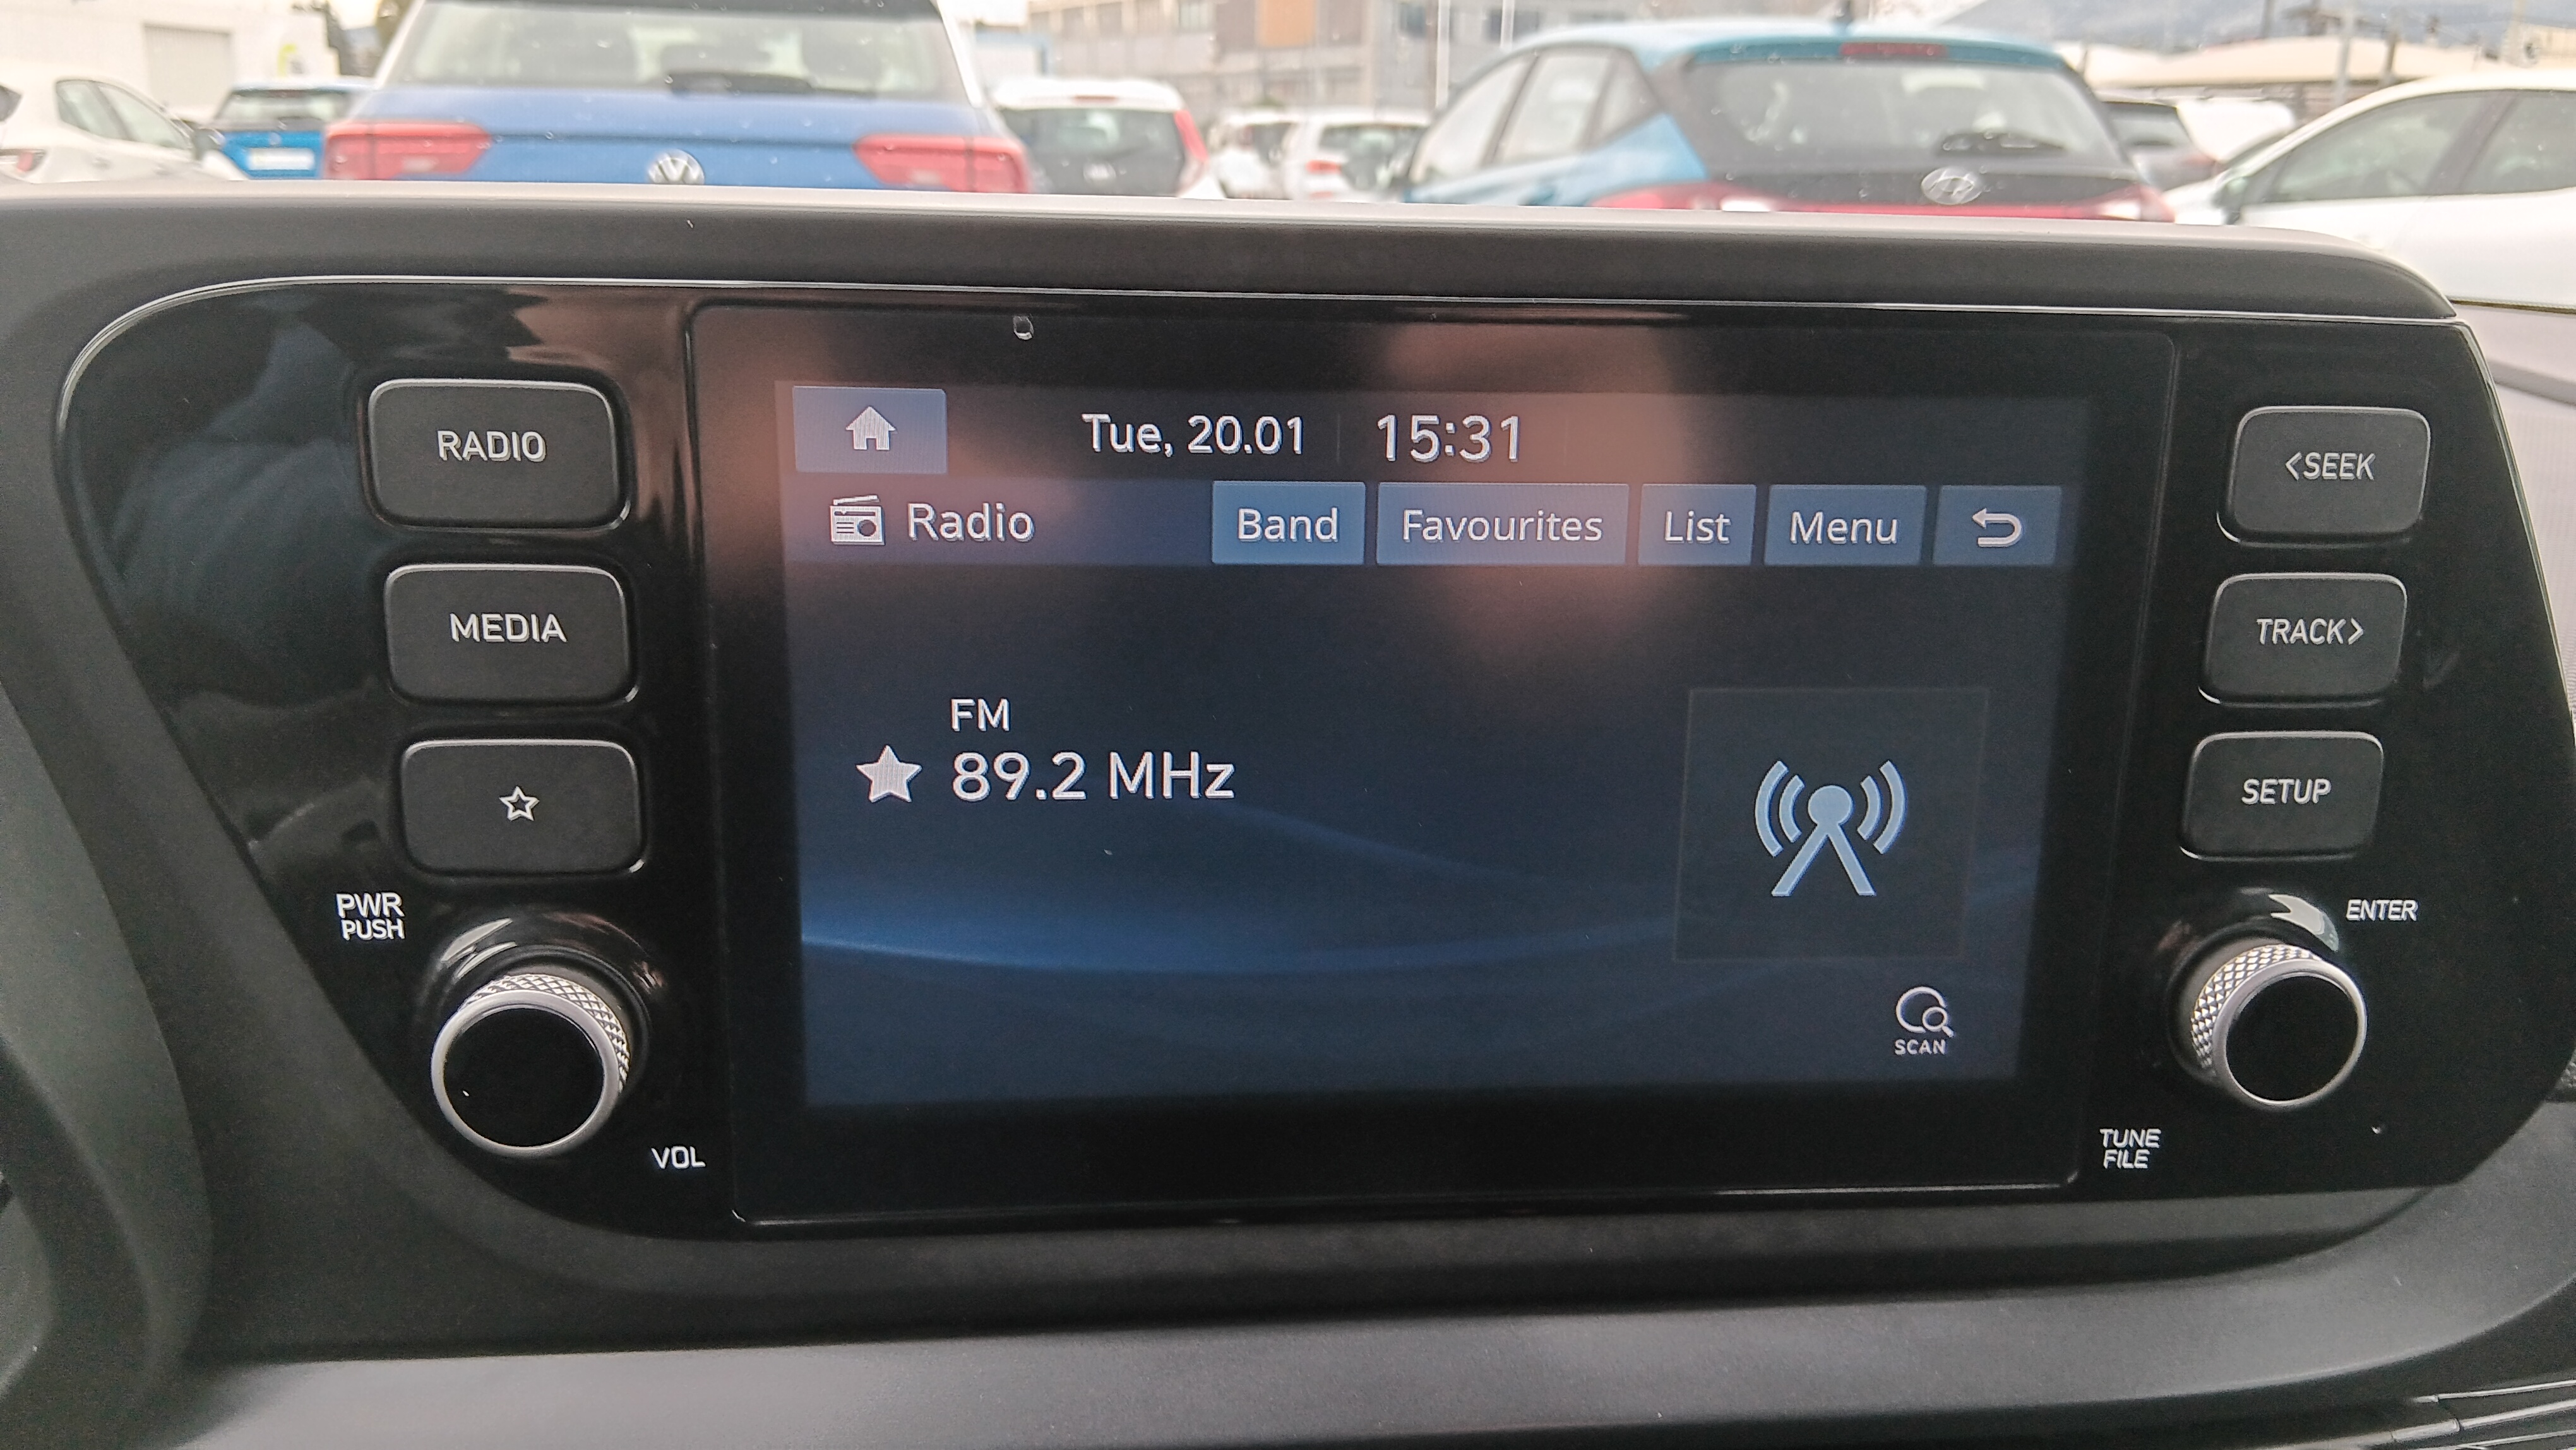 RADIO
MEDIA
PWR
PUSH
VOL
Tue, 20.01 15:31
Radio Band Favourites List Menu
FM
89.2 MHz
SCAN
<SEEK
TRACK>
SETUP
ENTER
TUNE
FILE